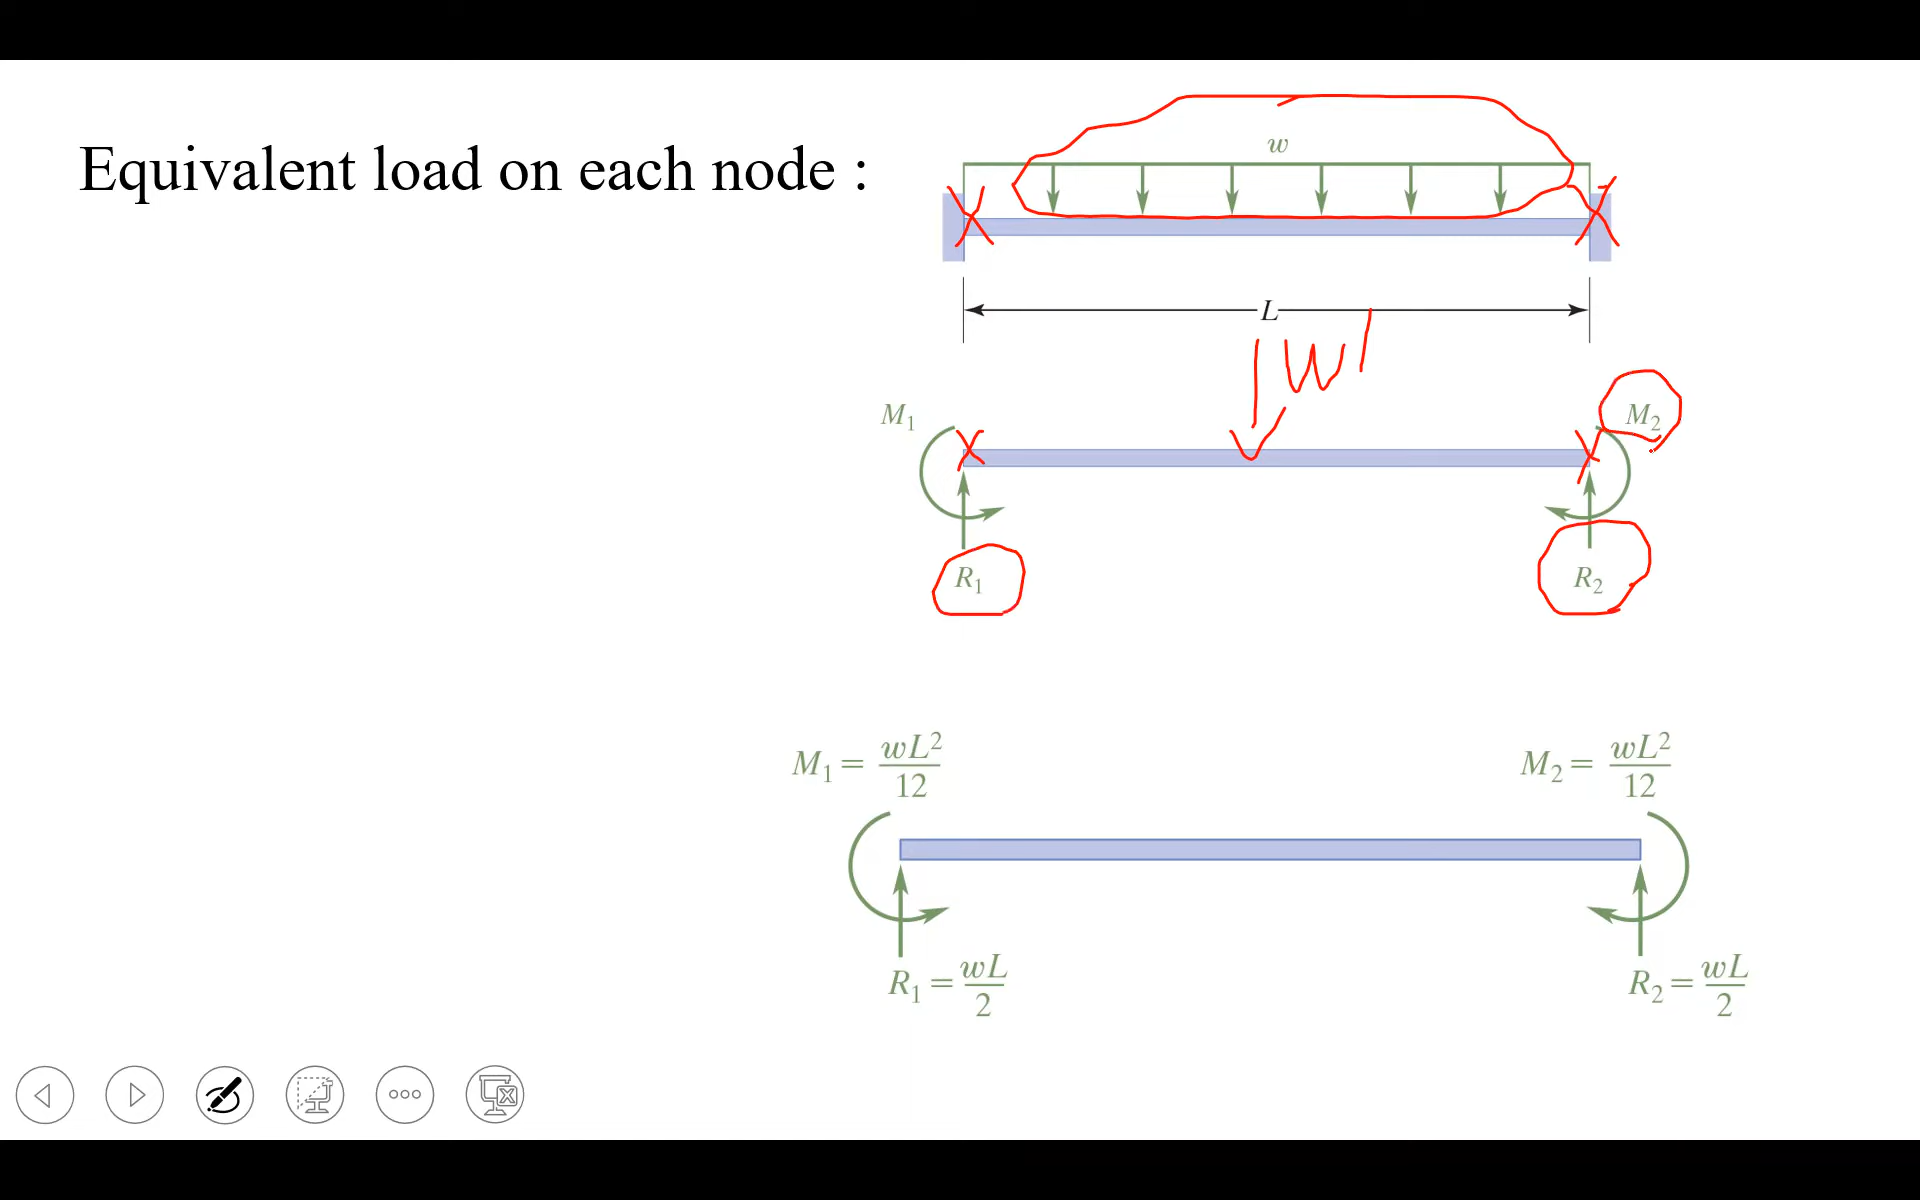 Equivalent load on each node :
w
L
M₁
M₂
R₁
R₂
M₁ = wL²/12
M₂ = wL²/12
R₁ = wL/2
R₂ = wL/2